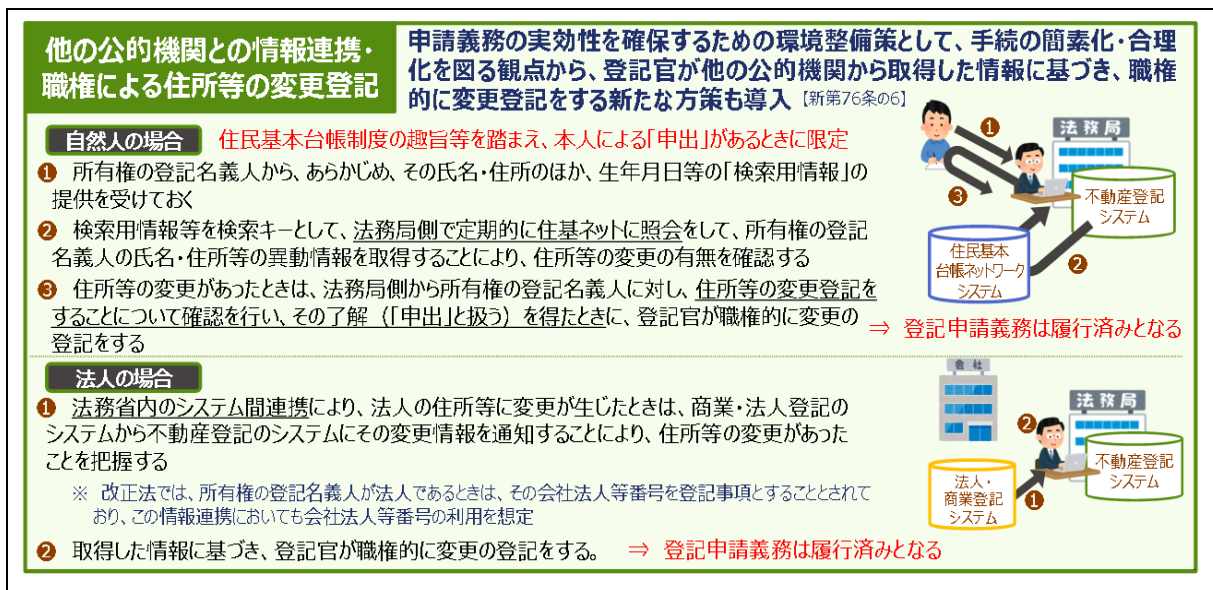 他の公的機関との情報連携・
職権による住所等の変更登記
申請義務の実効性を確保するための環境整備策として、手続の簡素化・合理
化を図る観点から、登記官が他の公的機関から取得した情報に基づき、職権
的に変更登記をする新たな方策も導入【新第76条の6】
自然人の場合 住民基本台帳制度の趣旨等を踏まえ、本人による「申出」があるときに限定
❶ 所有権の登記名義人から、あらかじめ、その氏名・住所のほか、生年月日等の「検索用情報」の
提供を受けておく
❷ 検索用情報等を検索キーとして、法務局側で定期的に住基ネットに照会をして、所有権の登記
名義人の氏名・住所等の異動情報を取得することにより、住所等の変更の有無を確認する
❸ 住所等の変更があったときは、法務局側から所有権の登記名義人に対し、住所等の変更登記を
することについて確認を行い、その了解（「申出」と扱う）を得たときに、登記官が職権的に変更の
登記をする
⇒ 登記申請義務は履行済みとなる
❶
法務局
❸
不動産登記
システム
住民基本
台帳ネットワーク
システム
❷
法人の場合
❶ 法務省内のシステム間連携により、法人の住所等に変更が生じたときは、商業・法人登記の
システムから不動産登記のシステムにその変更情報を通知することにより、住所等の変更があった
ことを把握する
※ 改正法では、所有権の登記名義人が法人であるときは、その会社法人等番号を登記事項とすることとされて
おり、この情報連携においても会社法人等番号の利用を想定
❷ 取得した情報に基づき、登記官が職権的に変更の登記をする。 ⇒ 登記申請義務は履行済みとなる
会社
法務局
❷
不動産登記
システム
法人・
商業登記
システム
❶